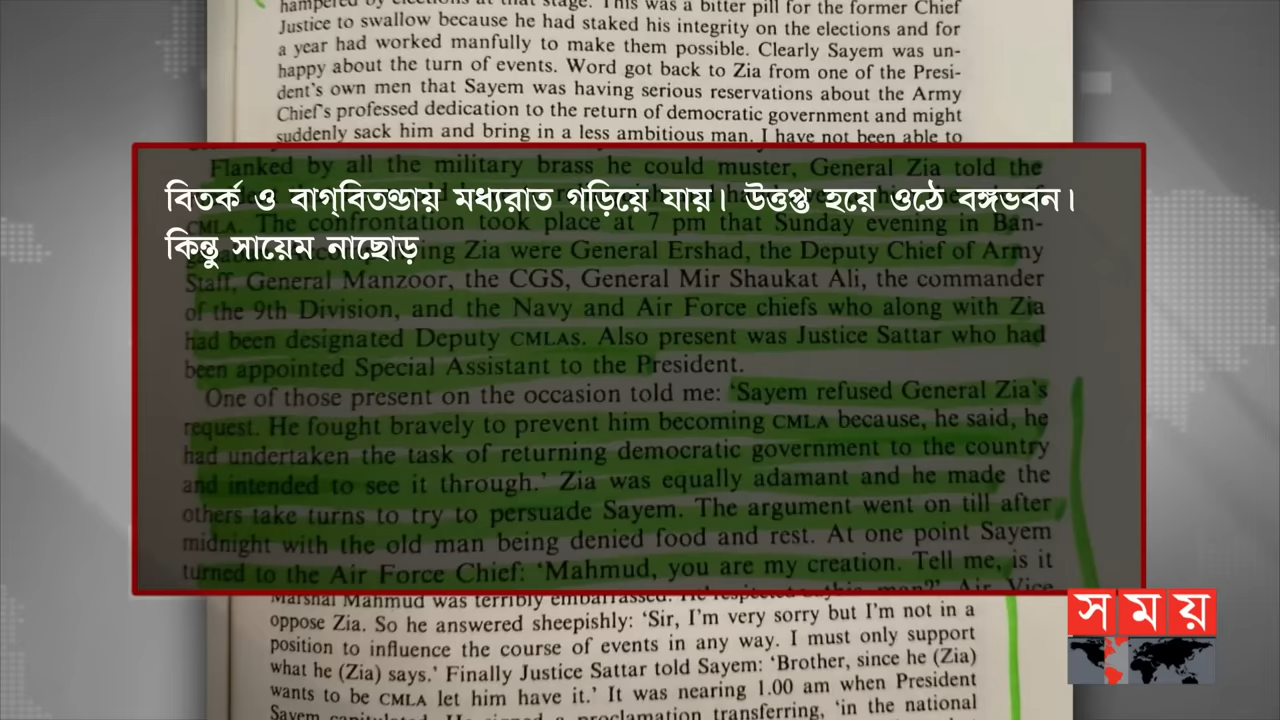 hampered by elections at that stage. This was a bitter pill for the former Chief
Justice to swallow because he had staked his integrity on the elections and for
a year had worked manfully to make them possible. Clearly Sayem was un-
happy about the turn of events. Word got back to Zia from one of the Presi-
dent's own men that Sayem was having serious reservations about the Army
Chief's professed dedication to the return of democratic government and might
suddenly sack him and bring in a less ambitious man. I have not been able to
Flanked by all the military brass he could muster, General Zia told the
বিতর্ক ও বাগ্‌বিতণ্ডায় মধ্যরাত গড়িয়ে যায়। উত্তপ্ত হয়ে ওঠে বঙ্গভবন।
CMLA. The confrontation took place at 7 pm that Sunday evening in Ban-
কিন্তু সায়েম নাছোড়
ing Zia were General Ershad, the Deputy Chief of Army
Staff, General Manzoor, the CGS, General Mir Shaukat Ali, the commander
of the 9th Division, and the Navy and Air Force chiefs who along with Zia
had been designated Deputy CMLAS. Also present was Justice Sattar who had
been appointed Special Assistant to the President.
One of those present on the occasion told me: 'Sayem refused General Zia's
request. He fought bravely to prevent him becoming CMLA because, he said, he
had undertaken the task of returning democratic government to the country
and intended to see it through.' Zia was equally adamant and he made the
others take turns to try to persuade Sayem. The argument went on till after
midnight with the old man being denied food and rest. At one point Sayem
turned to the Air Force Chief: 'Mahmud, you are my creation. Tell me, is it
Marshal Mahmud was terribly embarrassed. He respected this man?' Air Vice
oppose Zia. So he answered sheepishly: 'Sir, I'm very sorry but I'm not in a
position to influence the course of events in any way. I must only support
what he (Zia) says.' Finally Justice Sattar told Sayem: 'Brother, since he (Zia)
wants to be CMLA let him have it.' It was nearing 1.00 am when President
Sayem capitulated. He signed a proclamation transferring, 'in the national
সময়